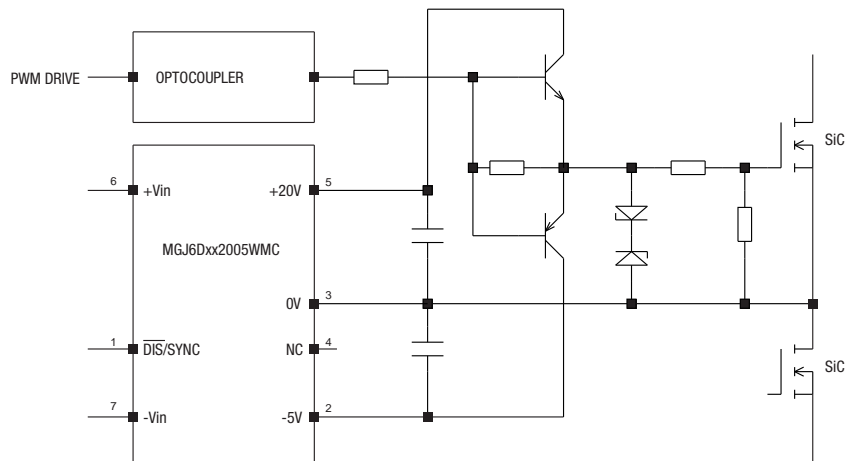 PWM DRIVE
OPTOCOUPLER
SiC
6
+Vin
+20V
5
MGJ6Dxx2005WMC
0V
3
1
DIS/SYNC
NC
4
SiC
7
-Vin
-5V
2